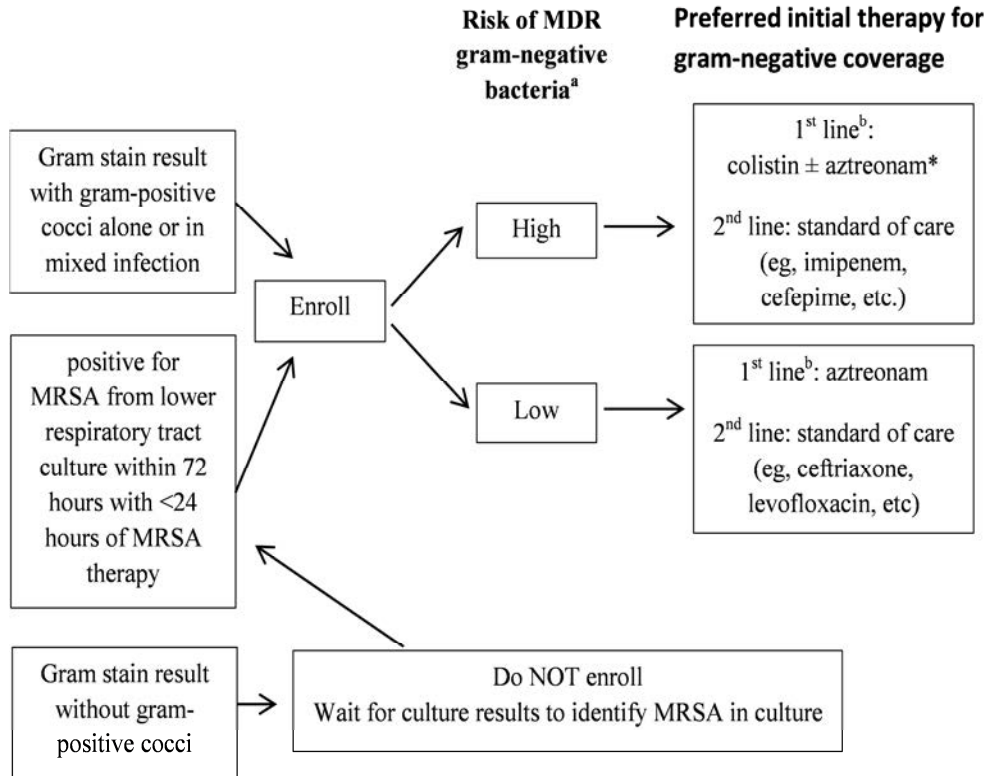 Risk of MDR
gram-negative
bacteriaᵃ
Preferred initial therapy for
gram-negative coverage
Gram stain result
with gram-positive
cocci alone or in
mixed infection
Enroll
High
1ˢᵗ lineᵇ:
colistin ± aztreonam*
2ⁿᵈ line: standard of care
(eg, imipenem,
cefepime, etc.)
positive for
MRSA from lower
respiratory tract
culture within 72
hours with <24
hours of MRSA
therapy
Low
1ˢᵗ lineᵇ: aztreonam
2ⁿᵈ line: standard of care
(eg, ceftriaxone,
levofloxacin, etc)
Gram stain result
without gram-
positive cocci
Do NOT enroll
Wait for culture results to identify MRSA in culture